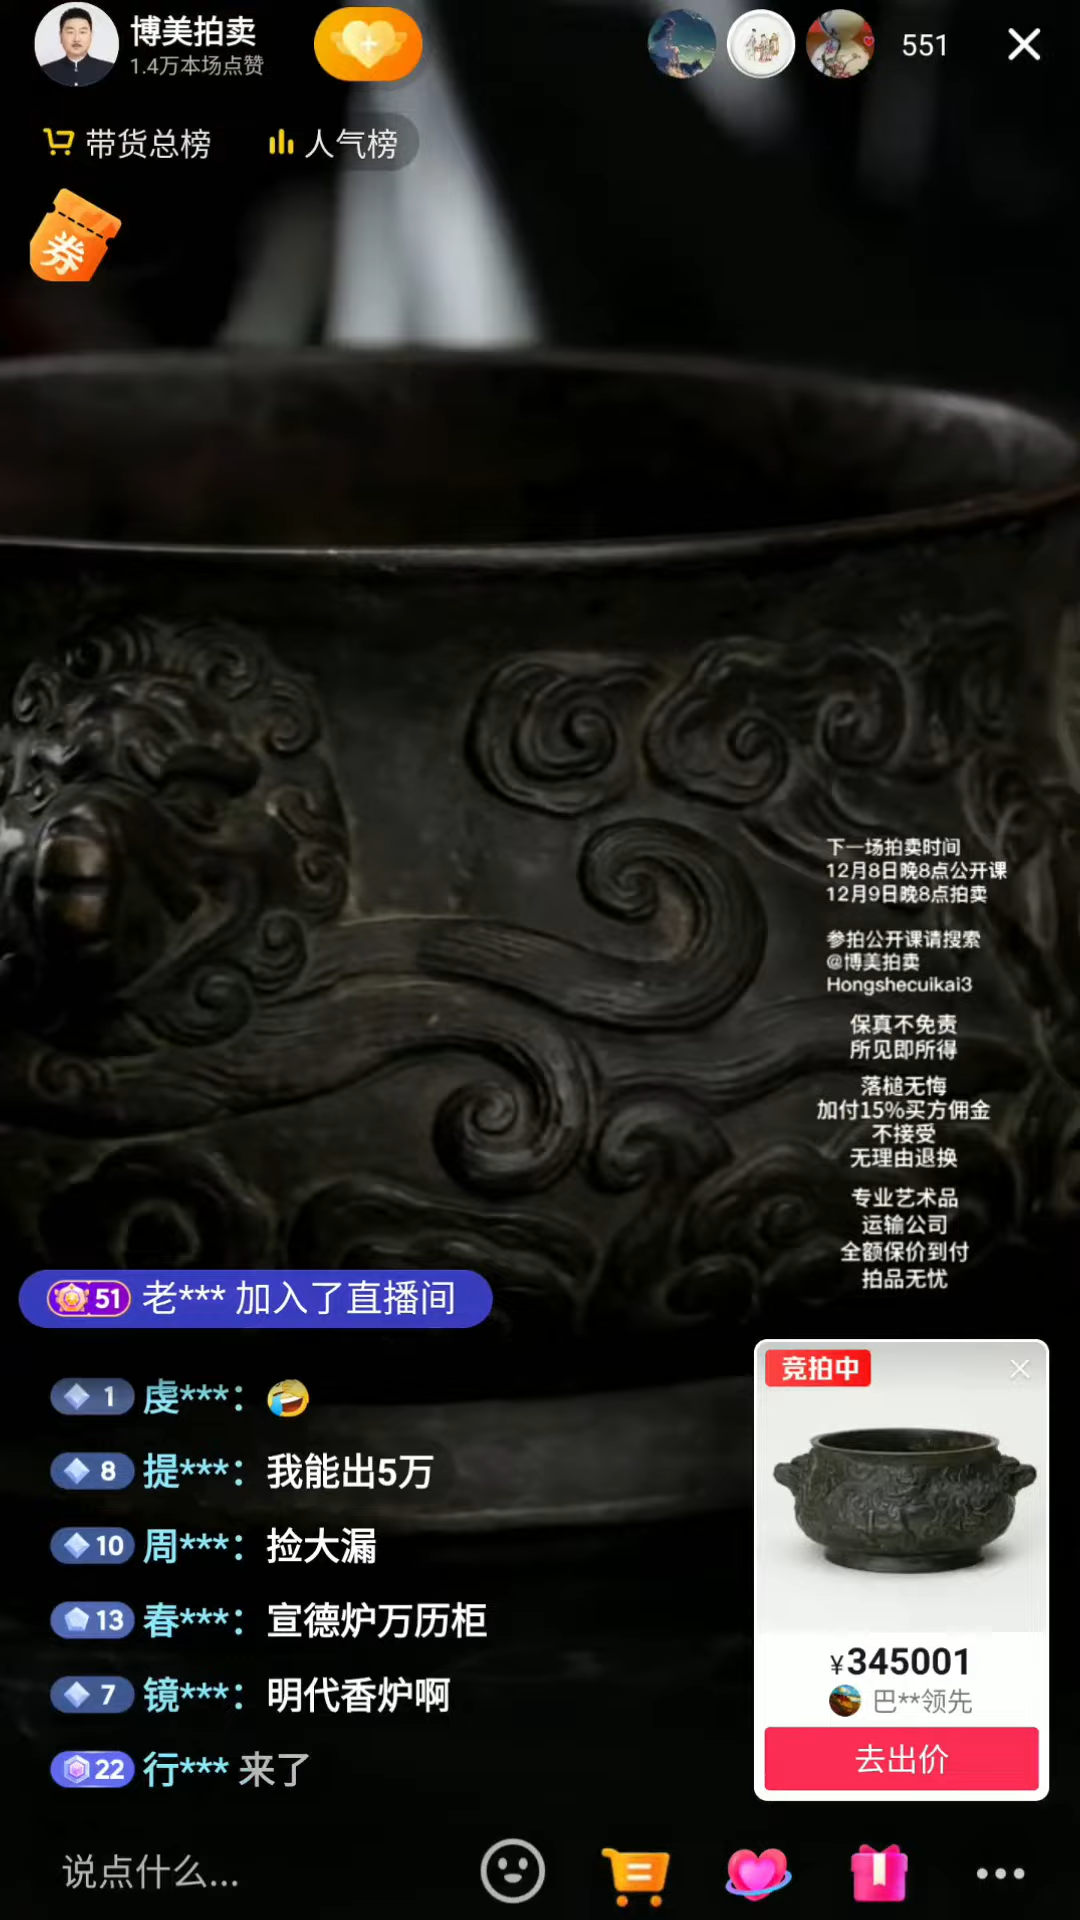 博美拍卖
1.4万本场点赞
551
带货总榜
人气榜
券
下一场拍卖时间
12月8日晚8点公开课
12月9日晚8点拍卖
参拍公开课请搜索
@博美拍卖
Hongshecuikai3
保真不免责
所见即所得
落槌无悔
加付15%买方佣金
不接受
无理由退换
专业艺术品
运输公司
全额保价到付
拍品无忧
51 老*** 加入了直播间
1 虔***：
8 提***：我能出5万
10 周***：捡大漏
13 春***：宣德炉万历柜
7 镜***：明代香炉啊
22 行*** 来了
竞拍中
¥345001
巴**领先
去出价
说点什么...